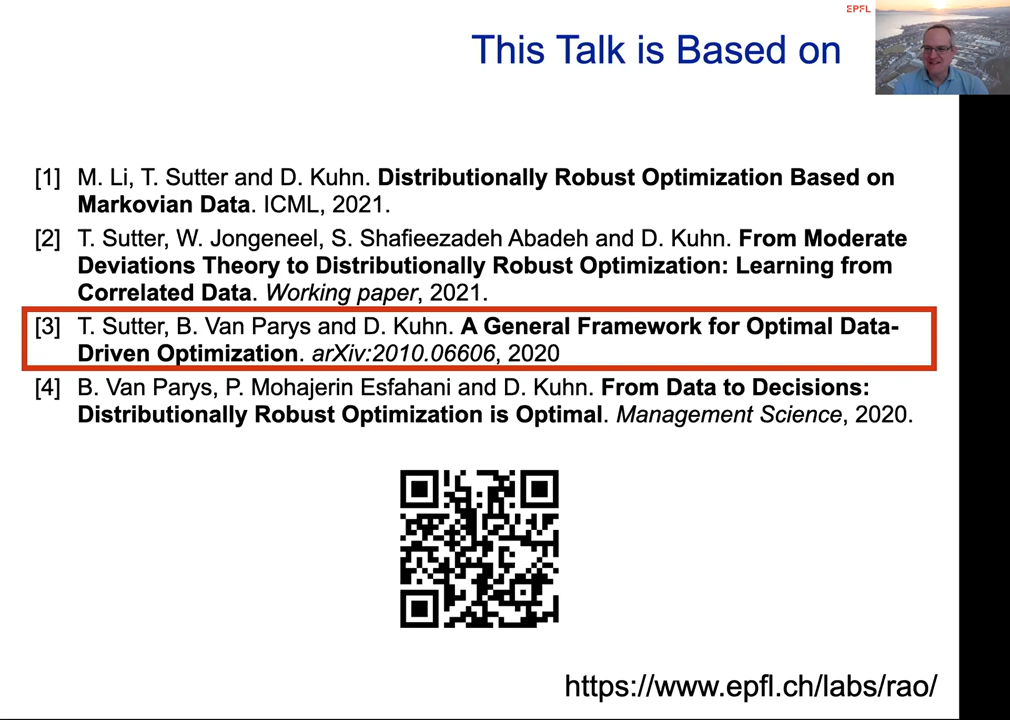 EPFL
This Talk is Based on
[1] M. Li, T. Sutter and D. Kuhn. Distributionally Robust Optimization Based on
Markovian Data. ICML, 2021.
[2] T. Sutter, W. Jongeneel, S. Shafieezadeh Abadeh and D. Kuhn. From Moderate
Deviations Theory to Distributionally Robust Optimization: Learning from
Correlated Data. Working paper, 2021.
[3] T. Sutter, B. Van Parys and D. Kuhn. A General Framework for Optimal Data-
Driven Optimization. arXiv:2010.06606, 2020
[4] B. Van Parys, P. Mohajerin Esfahani and D. Kuhn. From Data to Decisions:
Distributionally Robust Optimization is Optimal. Management Science, 2020.
https://www.epfl.ch/labs/rao/